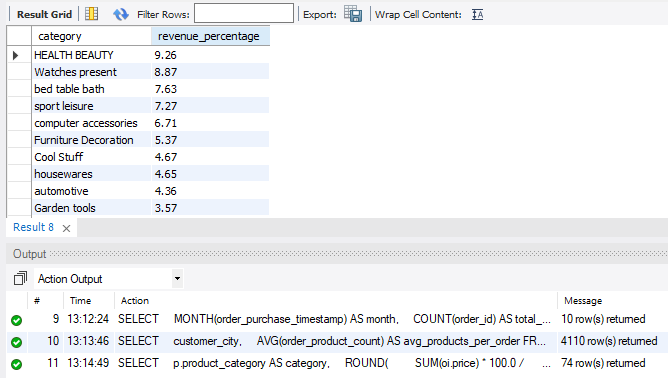 Result Grid Filter Rows: Export: Wrap Cell Content: IA
category revenue_percentage
HEALTH BEAUTY 9.26
Watches present 8.87
bed table bath 7.63
sport leisure 7.27
computer accessories 6.71
Furniture Decoration 5.37
Cool Stuff 4.67
housewares 4.65
automotive 4.36
Garden tools 3.57
Result 8
Output
Action Output
# Time Action Message
9 13:12:24 SELECT MONTH(order_purchase_timestamp) AS month, COUNT(order_id) AS total_... 10 row(s) returned
10 13:13:46 SELECT customer_city, AVG(order_product_count) AS avg_products_per_order FR... 4110 row(s) returned
11 13:14:49 SELECT p.product_category AS category, ROUND( SUM(oi.price) * 100.0 / ... 74 row(s) returned